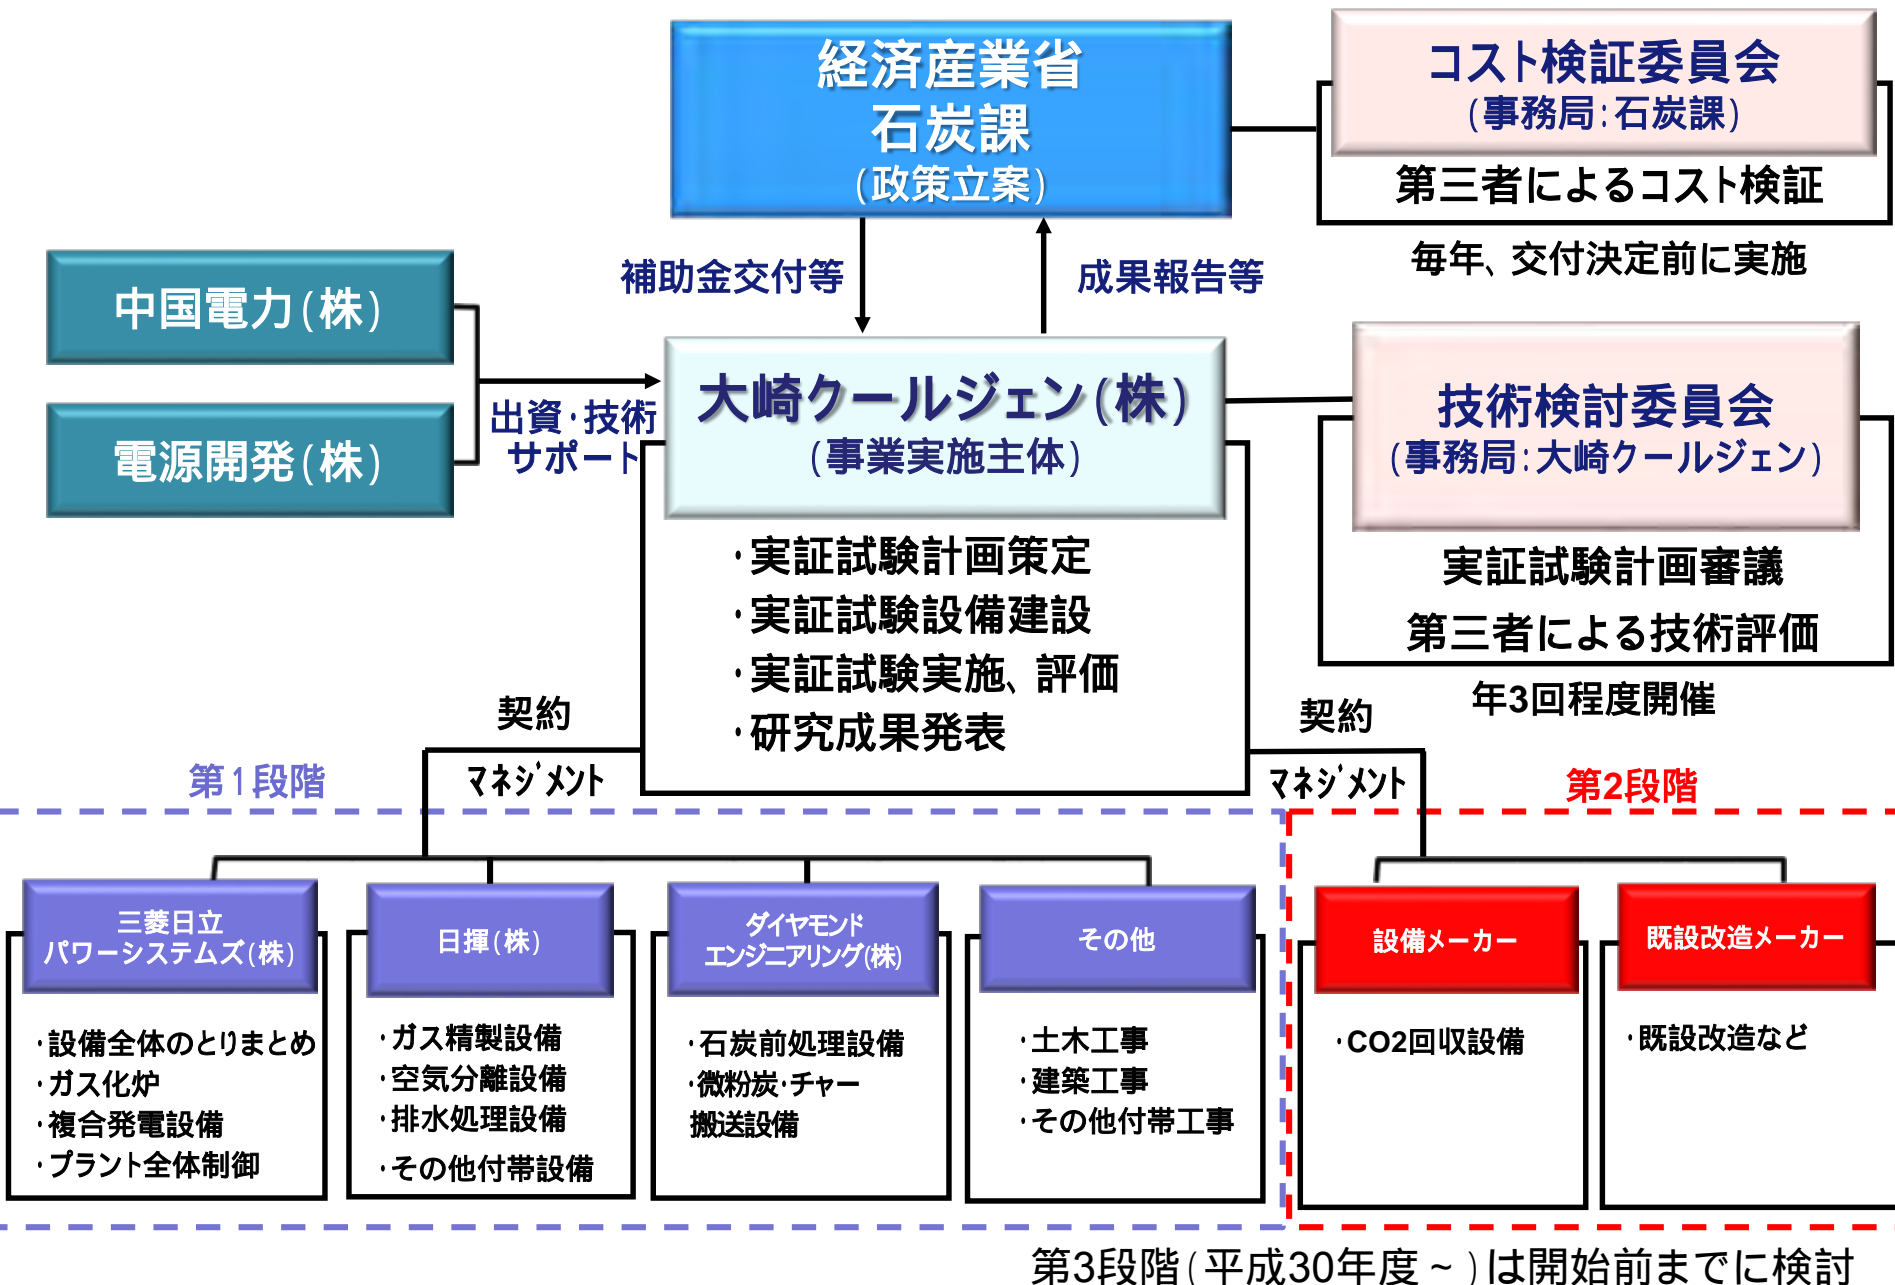 経済産業省
石炭課
(政策立案)
コスト検証委員会
(事務局:石炭課)
第三者によるコスト検証
毎年、交付決定前に実施
補助金交付等
成果報告等
中国電力(株)
電源開発(株)
出資・技術
サポート
大崎クールジェン(株)
(事業実施主体)
・実証試験計画策定
・実証試験設備建設
・実証試験実施、評価
・研究成果発表
技術検討委員会
(事務局:大崎クールジェン)
実証試験計画審議
第三者による技術評価
年3回程度開催
契約
マネジメント
契約
マネジメント
第1段階
第2段階
三菱日立
パワーシステムズ(株)
・設備全体のとりまとめ
・ガス化炉
・複合発電設備
・プラント全体制御
日揮(株)
・ガス精製設備
・空気分離設備
・排水処理設備
・その他付帯設備
ダイヤモンド
エンジニアリング(株)
・石炭前処理設備
・微粉炭・チャー
搬送設備
その他
・土木工事
・建築工事
・その他付帯工事
設備メーカー
・CO2回収設備
既設改造メーカー
・既設改造など
第3段階(平成30年度~)は開始前までに検討